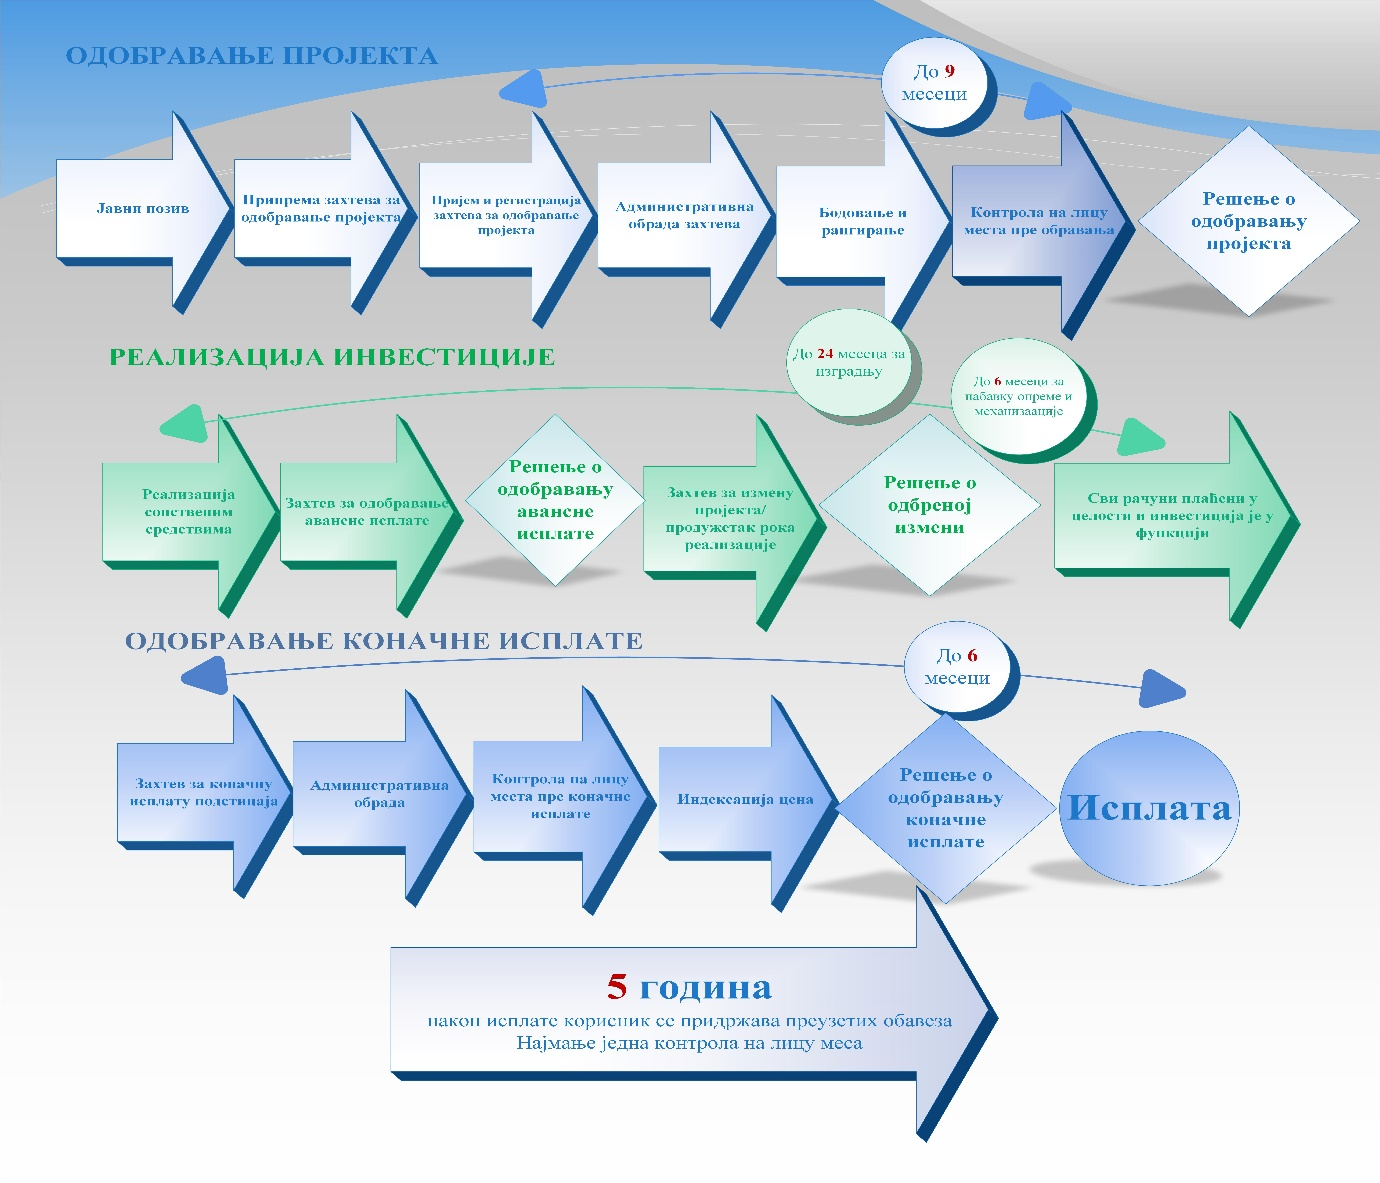 ОДОБРАВАЊЕ ПРОЈЕКТА
До 9
месеци
Јавни позив
Припрема захтева за
одобравање пројекта
Пријем и регистрација
захтева за одобравање
пројекта
Административна
обрада захтева
Бодовање и
рангирање
Контрола на лицу
места пре обравања
Решење о
одобравању
пројекта
РЕАЛИЗАЦИЈА ИНВЕСТИЦИЈЕ
До 24 месеца за
изградњу
До 6 месеци за
набавку опреме и
механизаације
Реализација
сопственим
средствима
Захтев за одобравање
авансне исплате
Решење о
одобравању
авансне
исплате
Захтев за измену
пројекта/
продужетак рока
реализације
Решење о
одбреној
измени
Сви рачуни плаћени у
целости и инвестиција је у
функцији
ОДОБРАВАЊЕ КОНАЧНЕ ИСПЛАТЕ
До 6
месеци
Захтев за коначну
исплату подстицаја
Административна
обрада
Контрола на лицу
места пре коначне
исплате
Индексација цена
Решење о
одобравању
коначне
исплате
Исплата
5 година
након исплате корисник се придржава преузетих обавеза
Најмање једна контрола на лицу меса